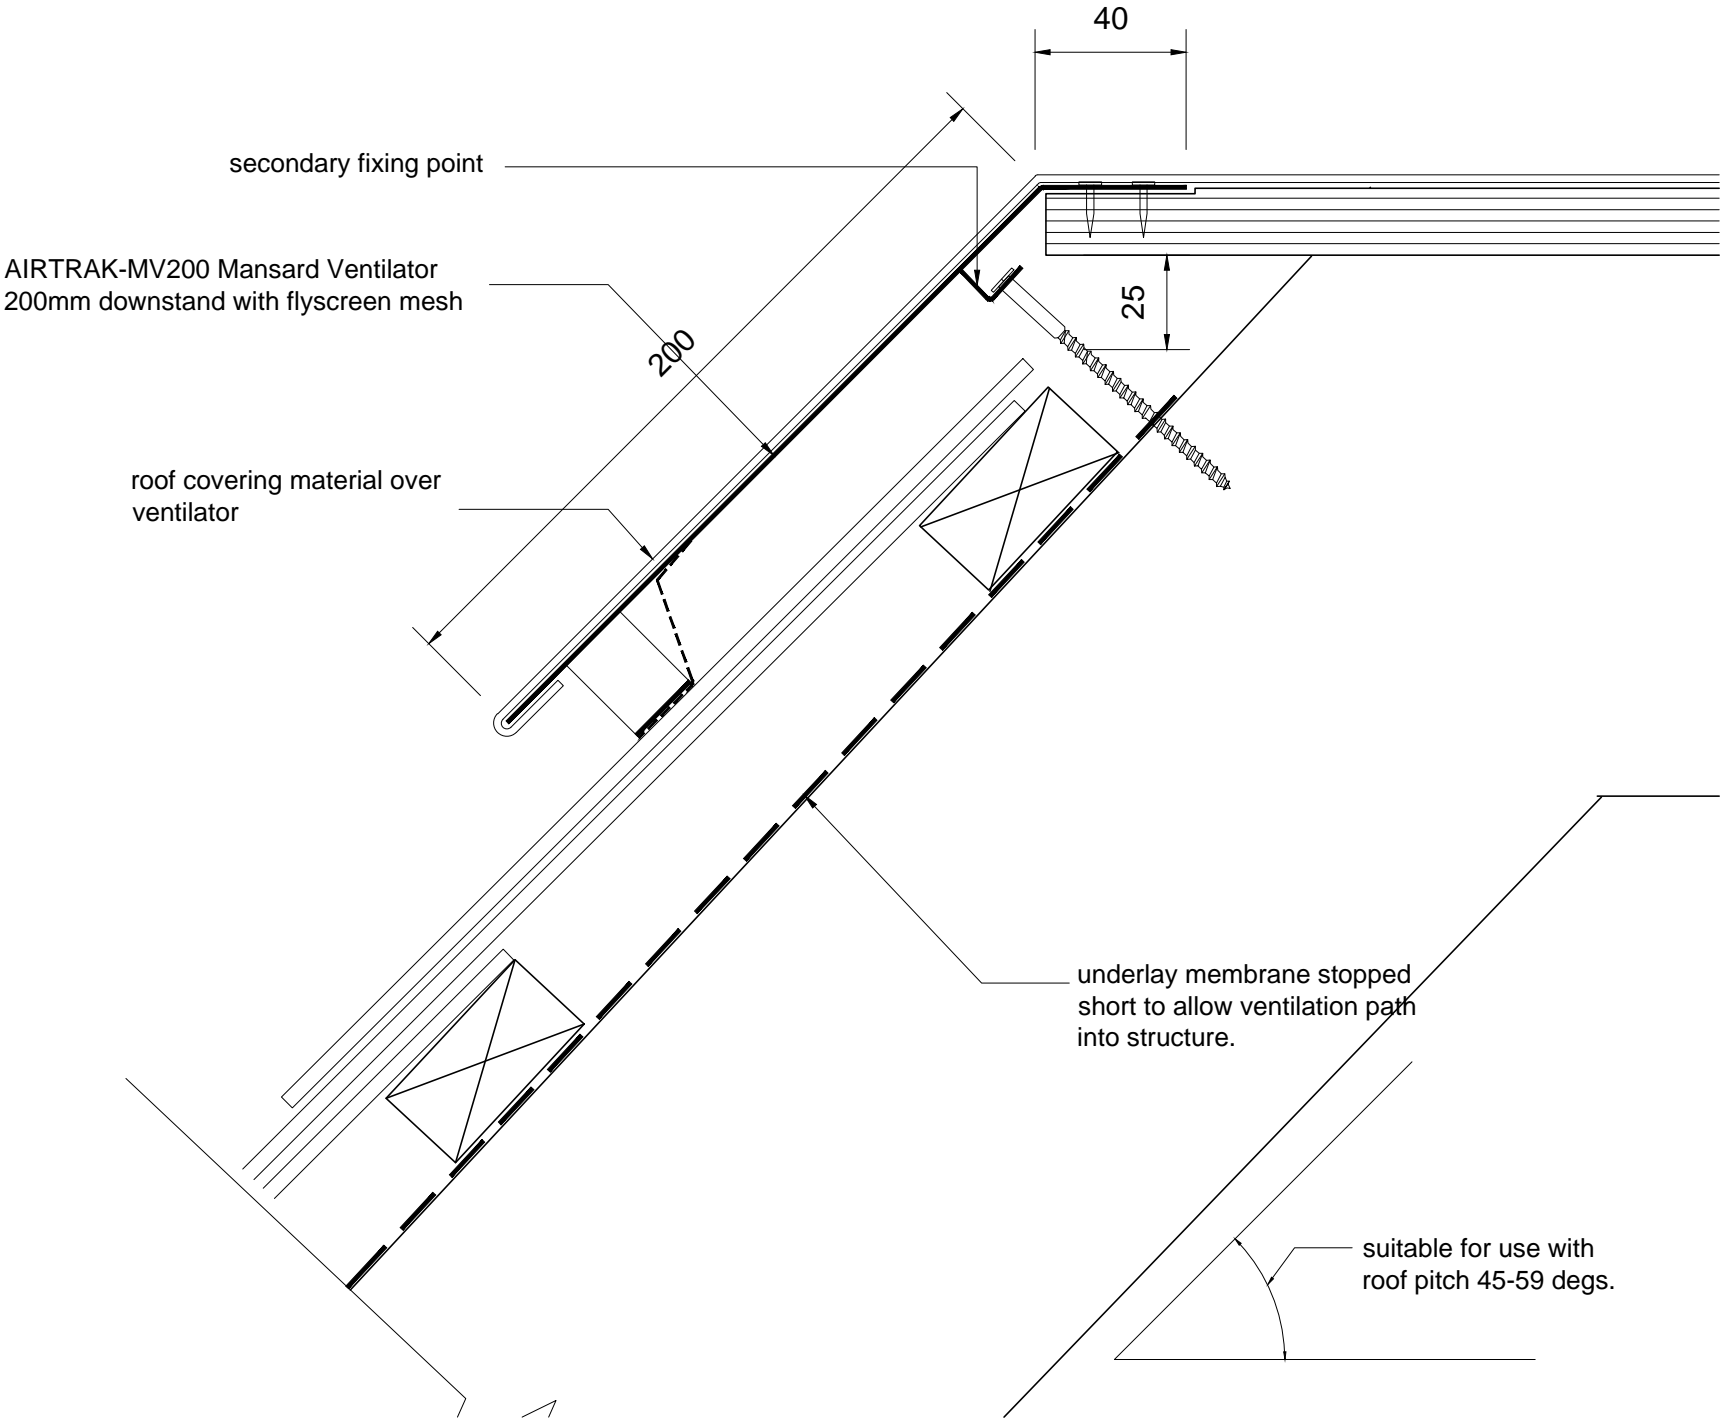 40
secondary fixing point
AIRTRAK-MV200 Mansard Ventilator
200mm downstand with flyscreen mesh
25
200
roof covering material over
ventilator
underlay membrane stopped
short to allow ventilation path
into structure.
suitable for use with
roof pitch 45-59 degs.